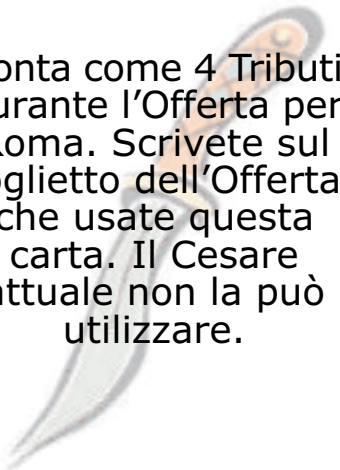 onta come 4 Tributi
urante l’Offerta per
Roma. Scrivete sul
oglietto dell’Offerta
che usate questa
carta. Il Cesare
attuale non la può
utilizzare.